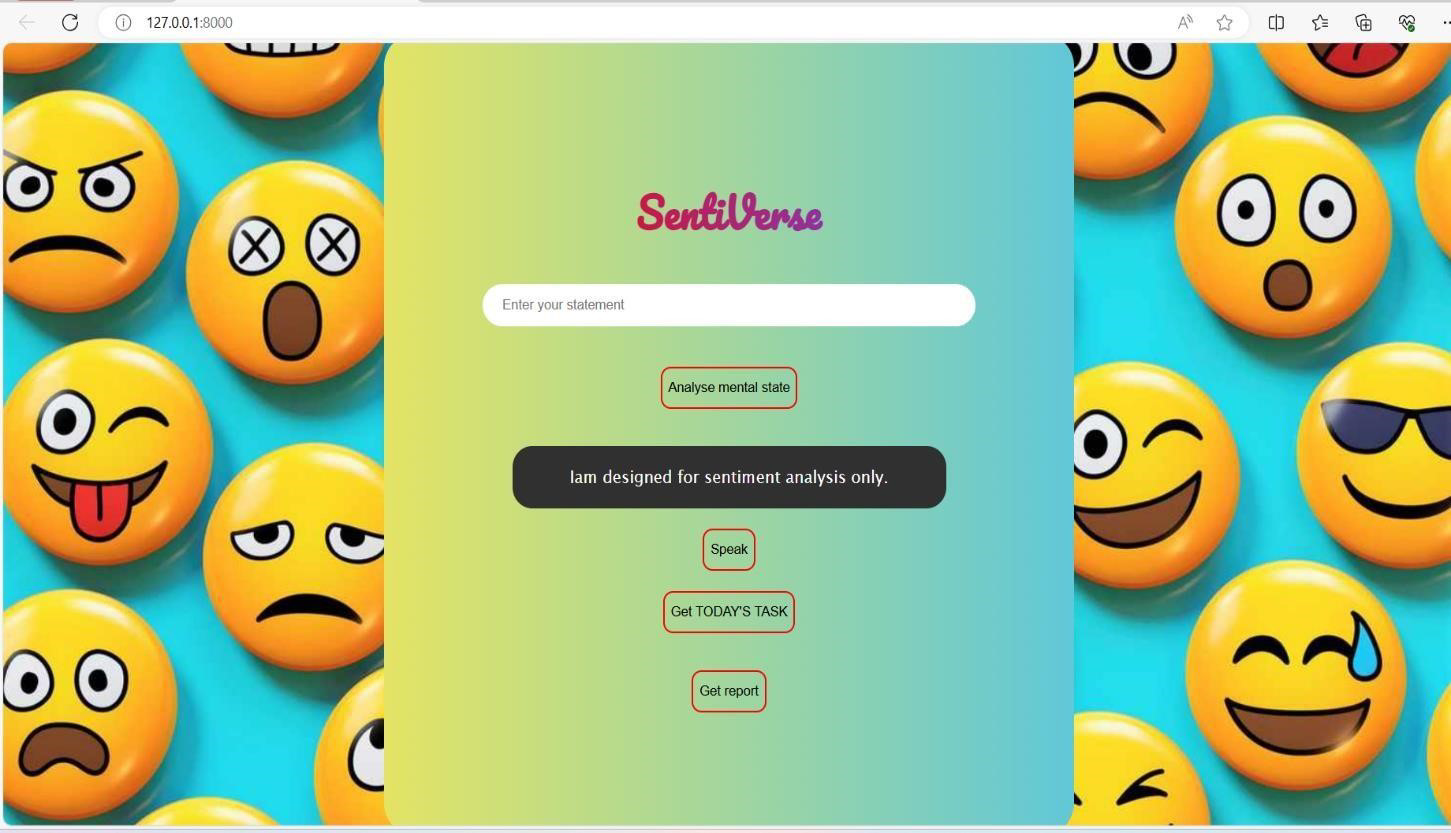 127.0.0.1:8000
SentiVerse
Enter your statement
Analyse mental state
Iam designed for sentiment analysis only.
Speak
Get TODAY'S TASK
Get report